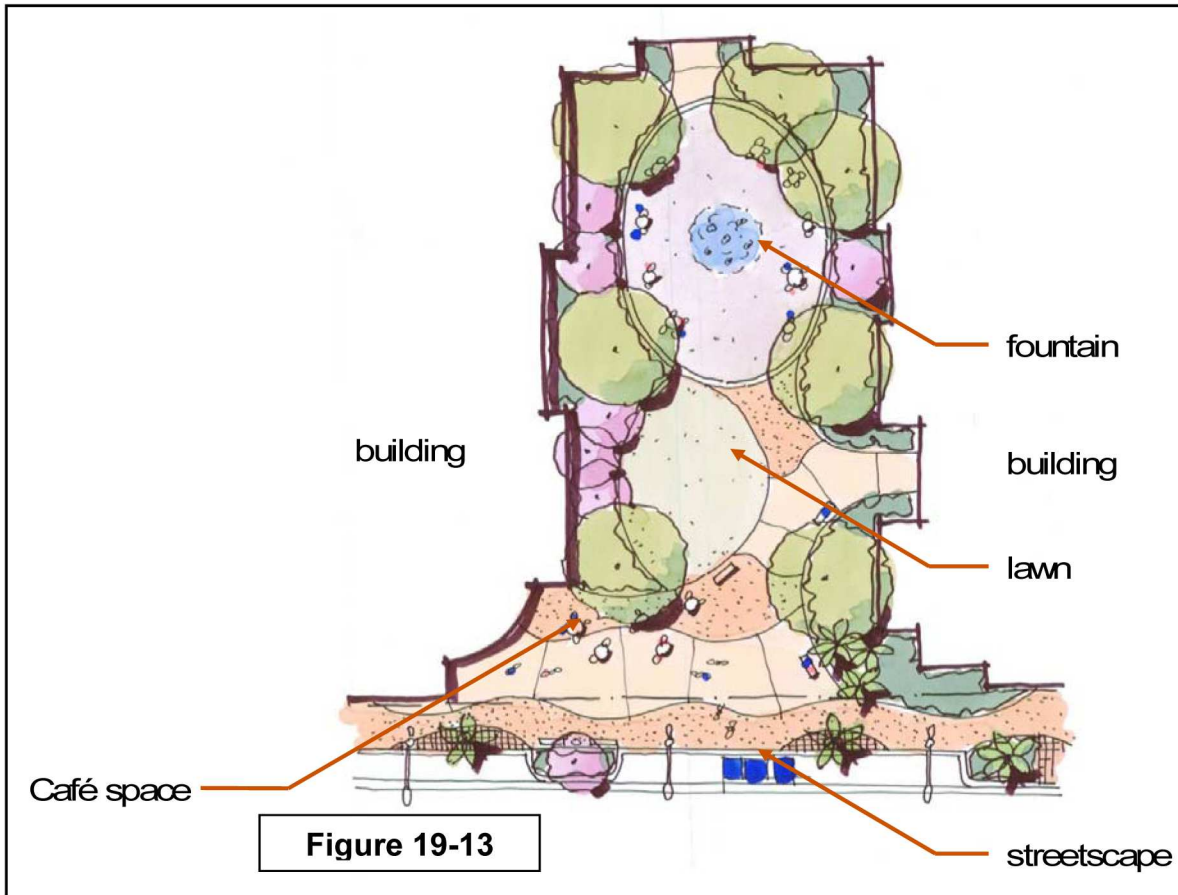 fountain
building
building
lawn
Café space
Figure 19-13
streetscape